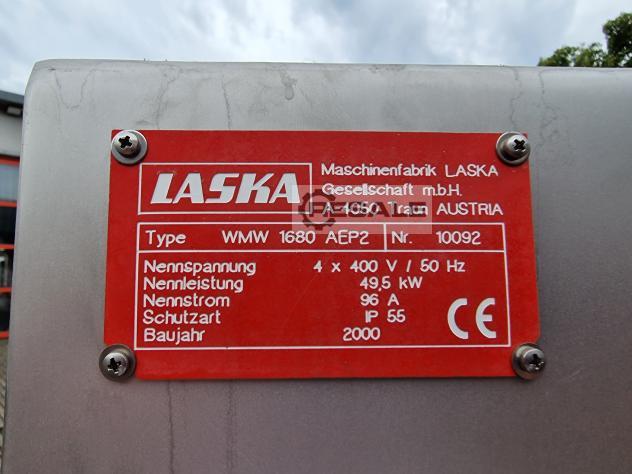 LASKA
Maschinenfabrik LASKA
Gesellschaft m.b.H.
A-4050 Traun AUSTRIA
Type WMW 1680 AEP2 Nr. 10092
Nennspannung 4 x 400 V / 50 Hz
Nennleistung 49,5 kW
Nennstrom 96 A
Schutzart IP 55
Baujahr 2000
CE